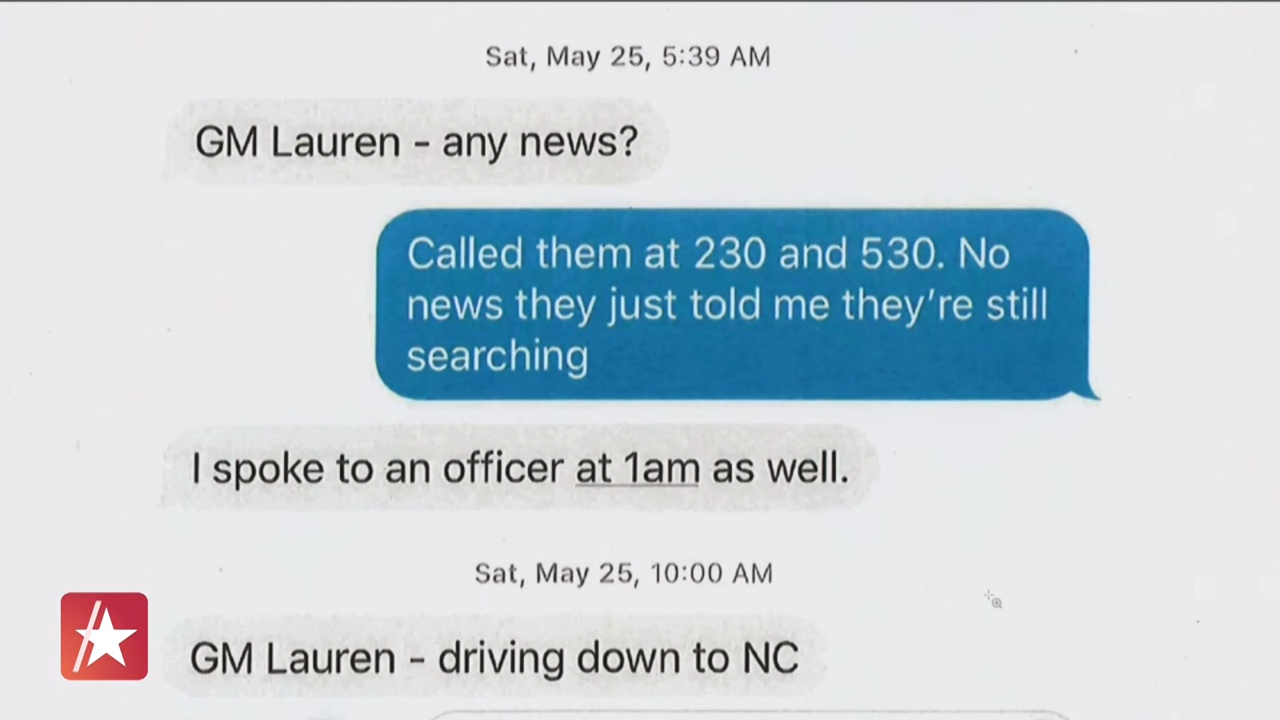 Sat, May 25, 5:39 AM
GM Lauren - any news?
Called them at 230 and 530. No
news they just told me they're still
searching
I spoke to an officer at 1am as well.
Sat, May 25, 10:00 AM
GM Lauren - driving down to NC